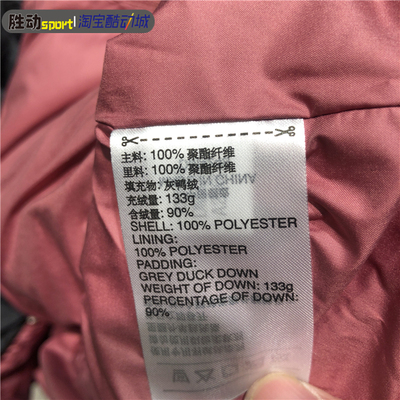 胜动sport|淘宝酷动城
主料: 100% 聚酯纤维
里料: 100% 聚酯纤维
填充物: 灰鸭绒
充绒量: 133g
含绒量: 90%
SHELL: 100% POLYESTER
LINING:
100% POLYESTER
PADDING:
GREY DUCK DOWN
WEIGHT OF DOWN: 133g
PERCENTAGE OF DOWN:
90%